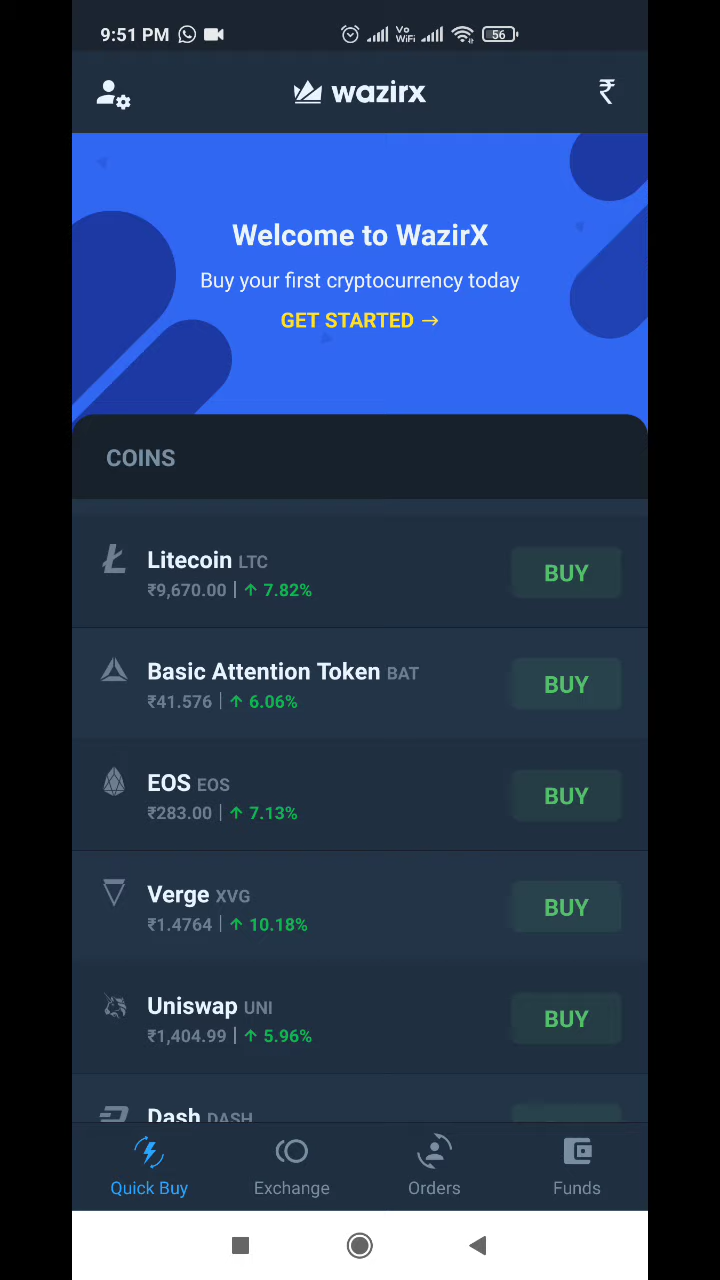 9:51 PM
Vo WiFi
56
wazirx
₹
Welcome to WazirX
Buy your first cryptocurrency today
GET STARTED →
COINS
Litecoin LTC
₹9,670.00 | ↑ 7.82%
BUY
Basic Attention Token BAT
₹41.576 | ↑ 6.06%
BUY
EOS EOS
₹283.00 | ↑ 7.13%
BUY
Verge XVG
₹1.4764 | ↑ 10.18%
BUY
Uniswap UNI
₹1,404.99 | ↑ 5.96%
BUY
Dash DASH
Quick Buy
Exchange
Orders
Funds